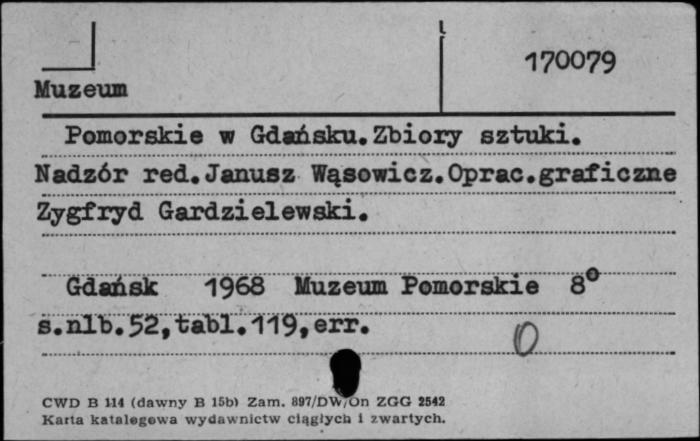 170079
Muzeum
Pomorskie w Gdańsku.Zbiory sztuki.
Nadzór red.Janusz Wąsowicz.Oprac.graficzne
Zygfryd Gardzielewski.
Gdańsk 1968 Muzeum Pomorskie 8°
s.nlb.52,tabl.119,err.
0
CWD B 114 (dawny B 15b) Zam. 897/DW/On ZGG 2542
Karta katalogowa wydawnictw ciągłych i zwartych.